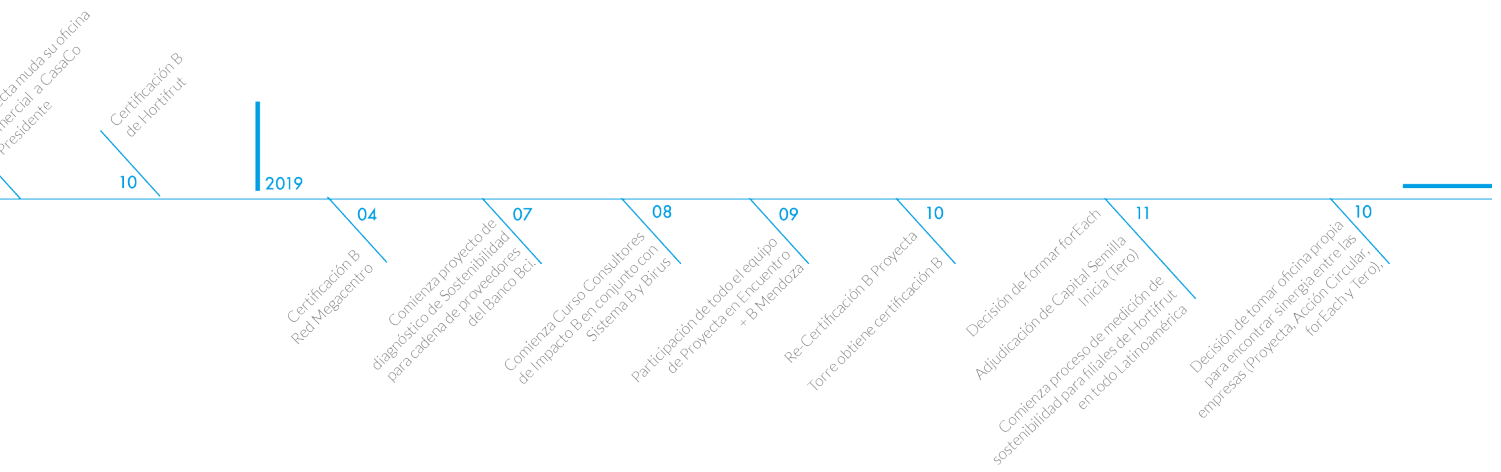 muda su oficina
a CasaCo
Presidente
10
Certificación B
de Hortifrut
2019
04
Certificación B
Red Megacentro
07
Comienza proyecto de
diagnóstico de Sostenibilidad
para cadena de proveedores
del Banco Bci.
08
Comienza Curso Consultores
de Impacto B en conjunto con
Sistema B y Birus
09
Participación de todo el equipo
de Proyecta en Encuentro
+ B Mendoza
10
Re-Certificación B Proyecta
Torre obtiene certificación B
11
Decisión de formar forEach
Adjudicación de Capital Semilla
Inicia (Tero)
Comienza proceso de medición de
sostenibilidad para filiales de Hortifrut
en todo Latinoamérica
10
Decisión de tomar oficina propia
para encontrar sinergia entre las
empresas (Proyecta, Acción Circular,
for Each y Tero),